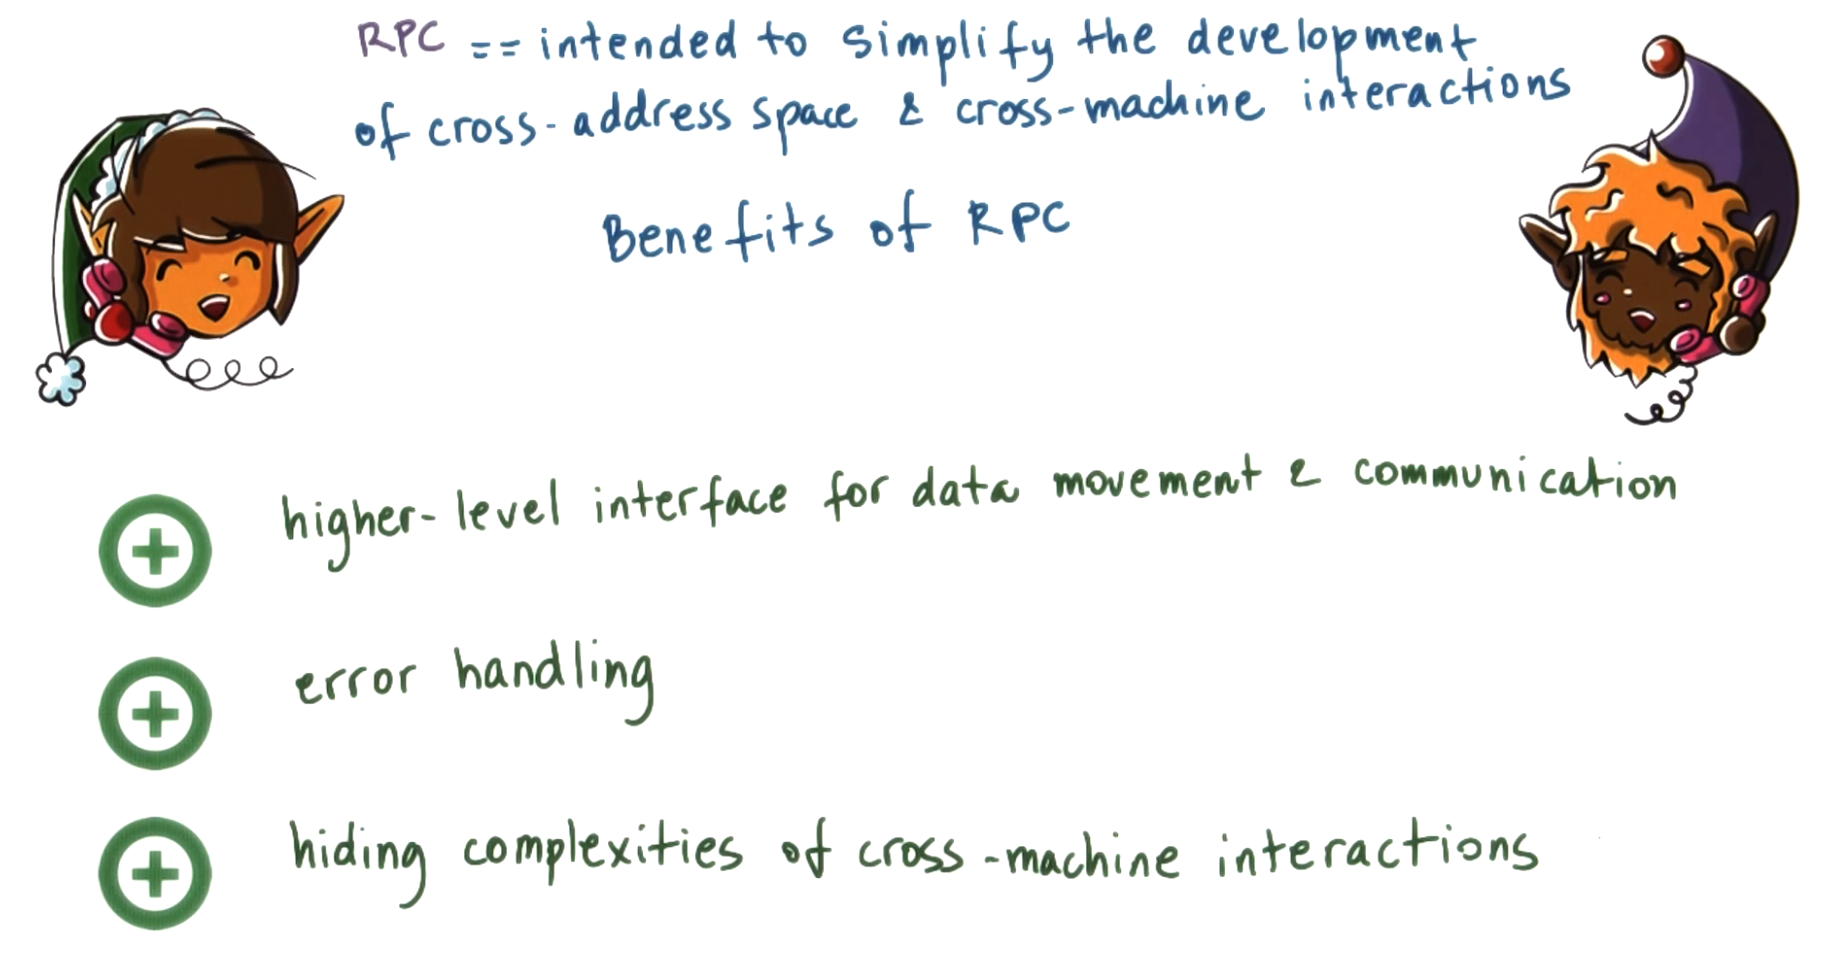 RPC == intended to simplify the development
of cross-address space & cross-machine interactions
Benefits of RPC
higher-level interface for data movement & communication
error handling
hiding complexities of cross-machine interactions